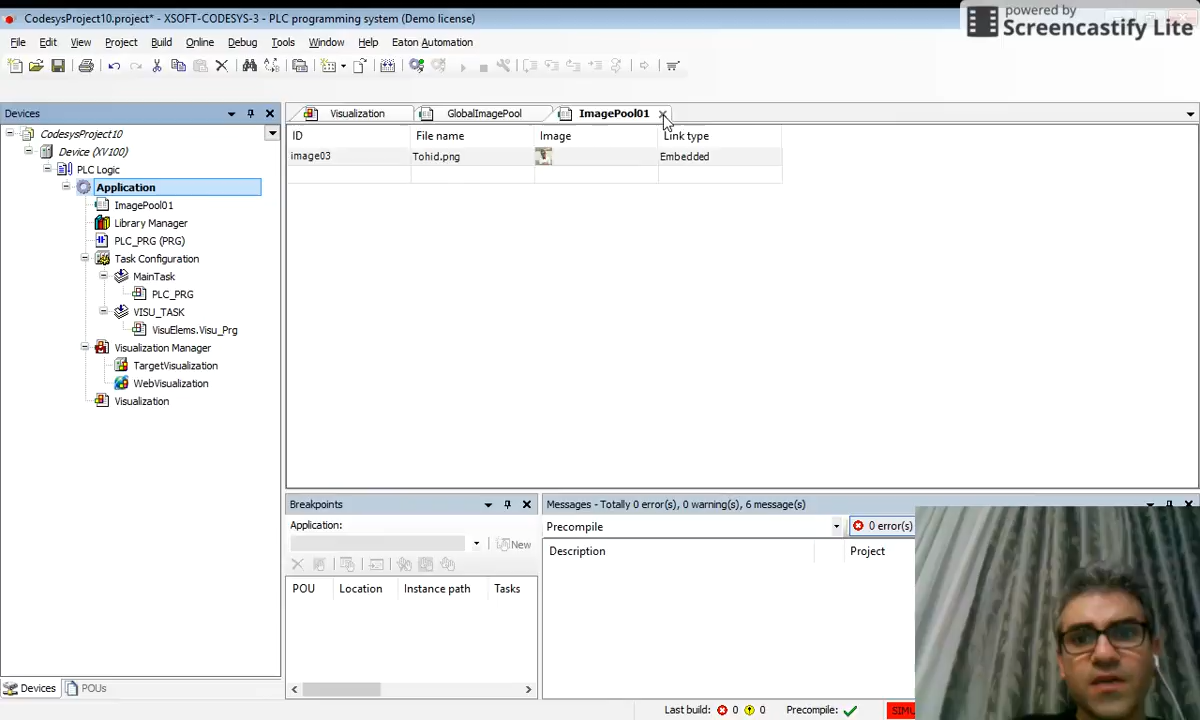 CodesysProject10.project* - XSOFT-CODESYS-3 - PLC programming system (Demo license)
powered by
Screencastify Lite
File Edit View Project Build Online Debug Tools Window Help Eaton Automation
Devices
Visualization GlobalImagePool ImagePool01
CodesysProject10
Device (XV100)
PLC Logic
Application
ImagePool01
Library Manager
PLC_PRG (PRG)
Task Configuration
MainTask
PLC_PRG
VISU_TASK
VisuElems.Visu_Prg
Visualization Manager
TargetVisualization
WebVisualization
Visualization
ID File name Image Link type
image03 Tohid.png Embedded
Breakpoints
Application:
New
POU Location Instance path Tasks
Messages - Totally 0 error(s), 0 warning(s), 6 message(s)
Precompile 0 error(s)
Description Project
Devices POUs
Last build: 0 0 Precompile: